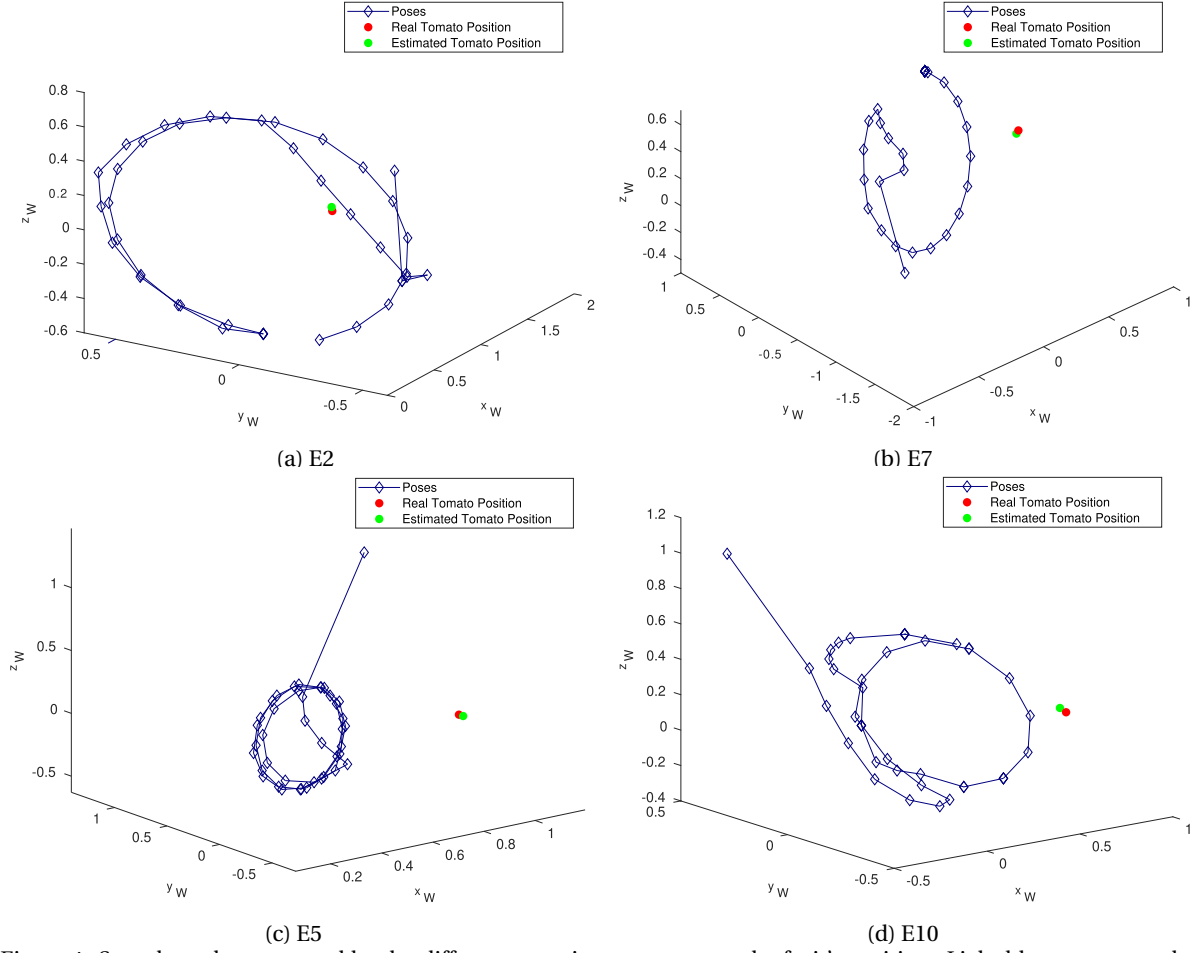 Poses
Real Tomato Position
Estimated Tomato Position
0.8
0.6
0.4
0.2
0
-0.2
-0.4
-0.6
z W
0.5
0
-0.5
y W
0
0.5
1
1.5
2
x W
(a) E2
Poses
Real Tomato Position
Estimated Tomato Position
0.6
0.4
0.2
0
-0.2
-0.4
z W
1
0.5
0
-0.5
-1
-1.5
-2
y W
-1
-0.5
0
0.5
1
x W
(b) E7
Poses
Real Tomato Position
Estimated Tomato Position
1
0.5
0
-0.5
z W
1
0.5
0
-0.5
y W
0.2
0.4
0.6
0.8
1
x W
(c) E5
Poses
Real Tomato Position
Estimated Tomato Position
1.2
1
0.8
0.6
0.4
0.2
0
-0.2
-0.4
z W
0.5
0
-0.5
y W
-0.5
0
0.5
1
x W
(d) E10